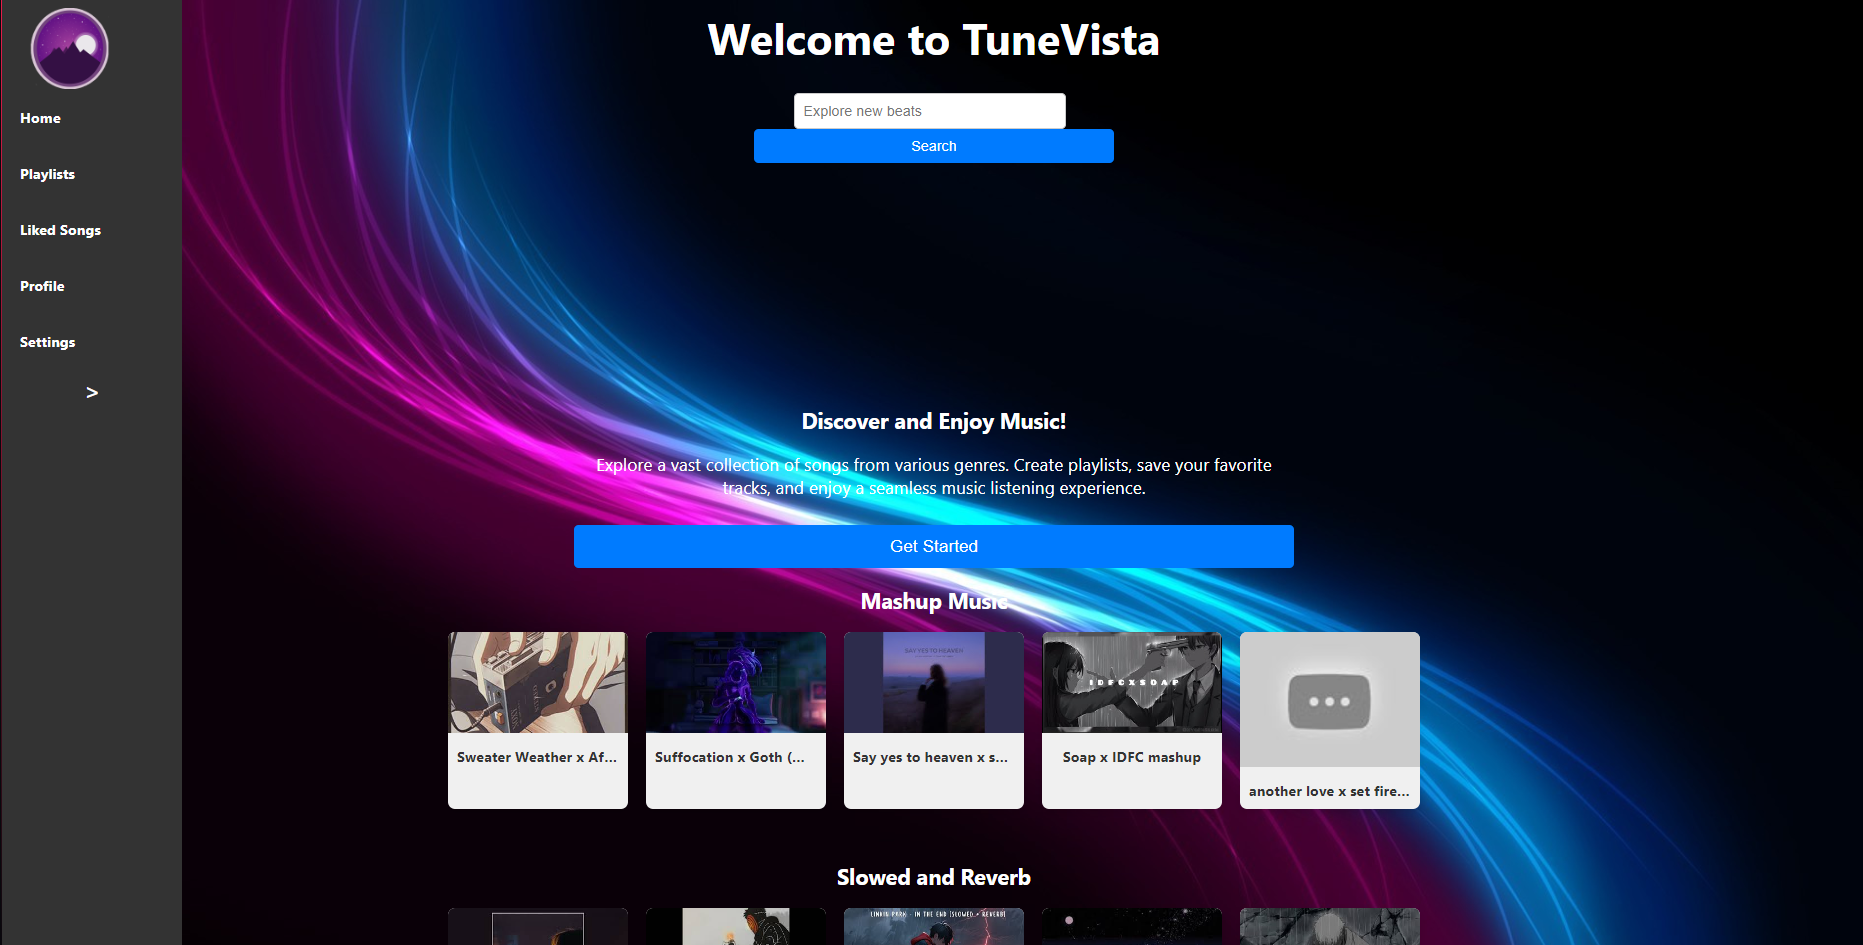 Welcome to TuneVista
Explore new beats
Search
Home
Playlists
Liked Songs
Profile
Settings
>
Discover and Enjoy Music!
Explore a vast collection of songs from various genres. Create playlists, save your favorite
tracks, and enjoy a seamless music listening experience.
Get Started
Mashup Music
SAY YES TO HEAVEN
IDFCXSOAP
Sweater Weather x Af...
Suffocation x Goth (...
Say yes to heaven x s...
Soap x IDFC mashup
another love x set fire...
Slowed and Reverb
LINKIN PARK - IN THE END (SLOWED + REVERB)